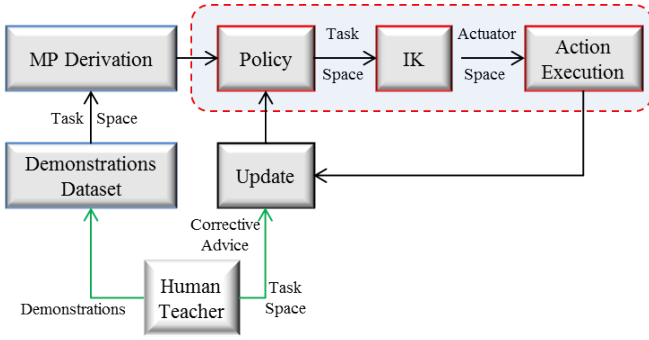 MP Derivation
Policy
Task
Space
IK
Actuator
Space
Action
Execution
Task Space
Demonstrations
Dataset
Update
Corrective
Advice
Human
Teacher
Demonstrations
Task
Space